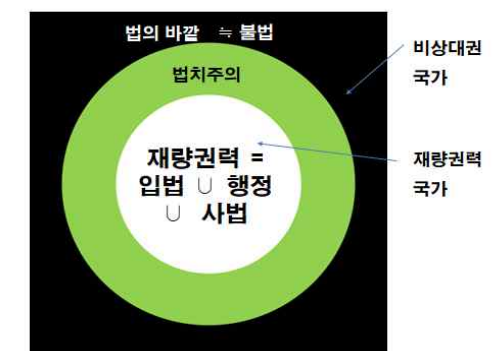 법의 바깥 ≒ 불법
법치주의
재량권력 =
입법 ∪ 행정
∪ 사법
비상대권
국가
재량권력
국가